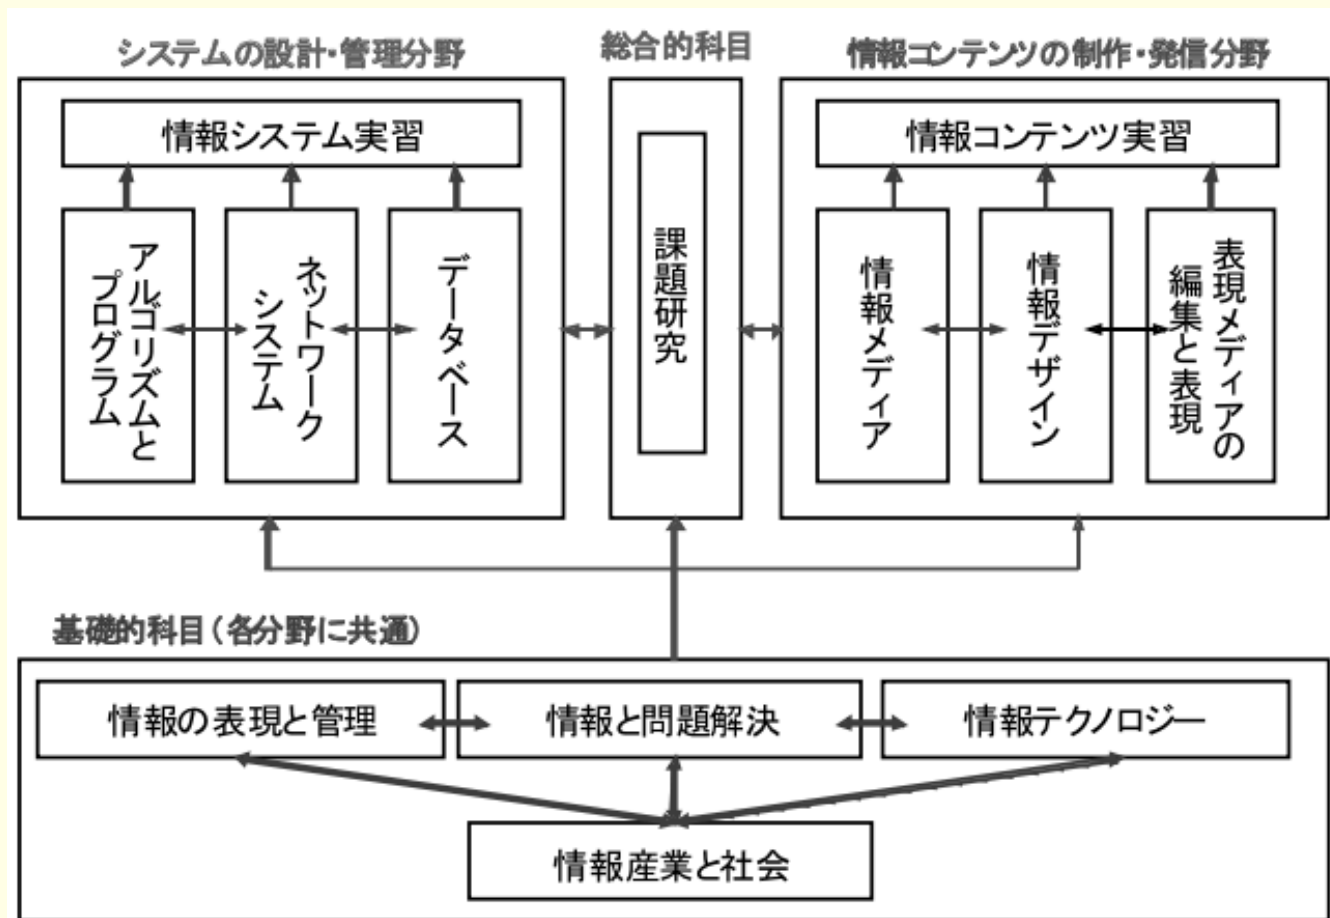 システムの設計・管理分野
総合的科目
情報コンテンツの制作・発信分野
情報システム実習
アルゴリズムと
プログラム
ネットワーク
システム
データベース
課題研究
情報コンテンツ実習
情報メディア
情報デザイン
表現メディアの
編集と表現
基礎的科目(各分野に共通)
情報の表現と管理
情報と問題解決
情報テクノロジー
情報産業と社会